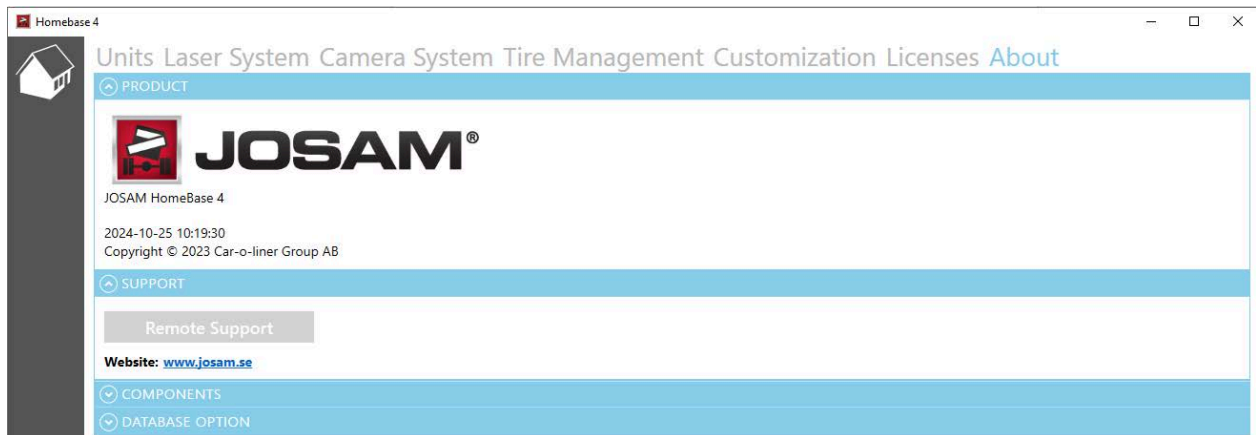 Homebase 4
Units Laser System Camera System Tire Management Customization Licenses About
PRODUCT
JOSAM®
JOSAM HomeBase 4
2024-10-25 10:19:30
Copyright © 2023 Car-o-liner Group AB
SUPPORT
Remote Support
Website: www.josam.se
COMPONENTS
DATABASE OPTION